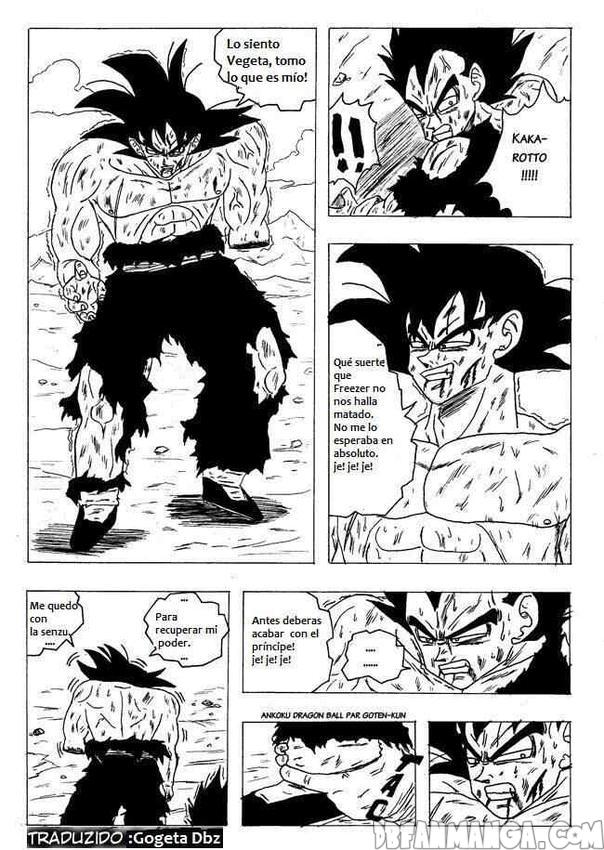 Lo siento
Vegeta, tomo
lo que es mío!
KAKA-
ROTTO
!!!!!
!!
Qué suerte
que
Freezer no
nos halla
matado.
No me lo
esperaba en
absoluto.
je! je! je!
Me quedo
con
la senzu.
....
...
Para
recuperar mi
poder.
Antes deberas
acabar con el
príncipe!
je! je! je!
....
......
ANKOKU DRAGON BALL PAR GOTEN-KUN
TAC
TRADUZIDO :Gogeta Dbz
DBFANMANGA.COM